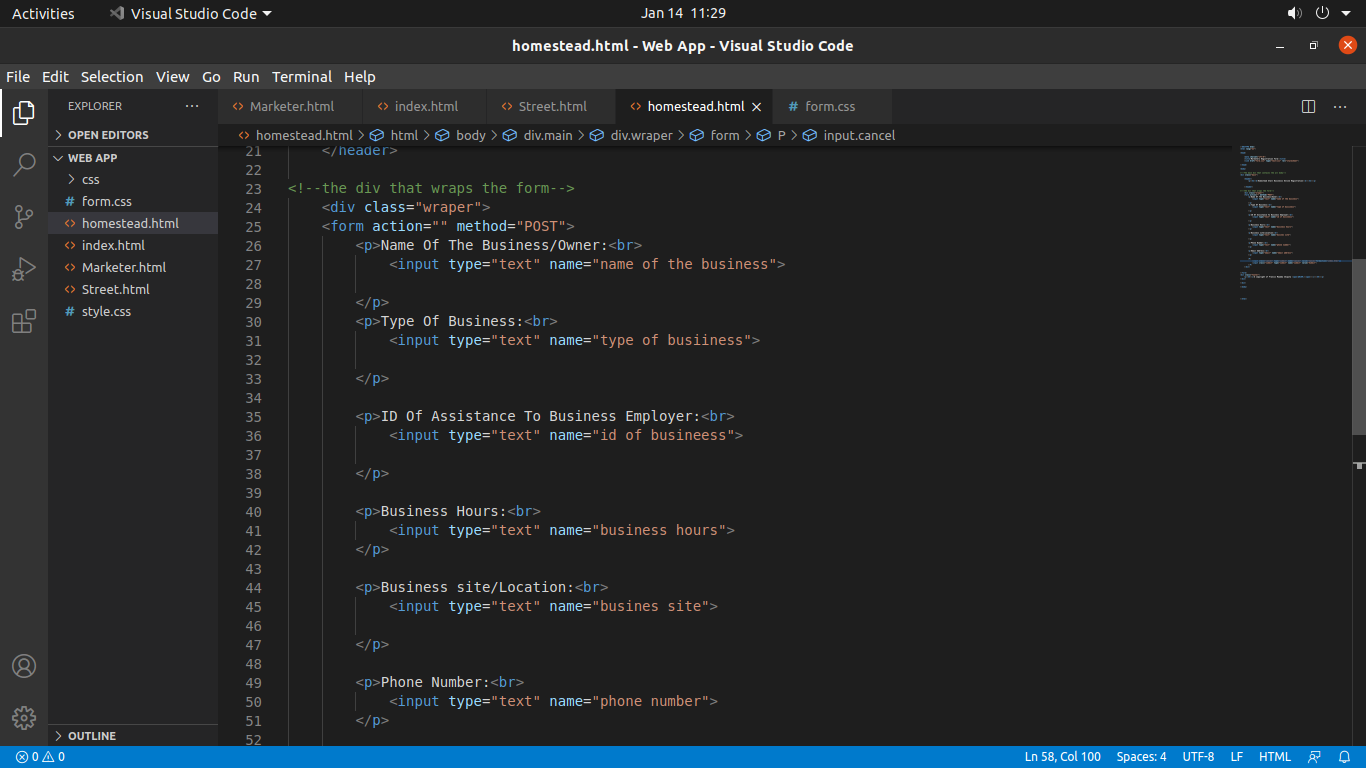 Activities Visual Studio Code Jan 14 11:29
homestead.html - Web App - Visual Studio Code
File Edit Selection View Go Run Terminal Help
EXPLORER
OPEN EDITORS
WEB APP
css
form.css
homestead.html
index.html
Marketer.html
Street.html
style.css
OUTLINE
Marketer.html index.html Street.html homestead.html form.css
homestead.html > html > body > div.main > div.wraper > form > P > input.cancel
21 </header>
22
23 <!--the div that wraps the form-->
24 <div class="wraper">
25 <form action="" method="POST">
26 <p>Name Of The Business/Owner:<br>
27 <input type="text" name="name of the business">
28
29 </p>
30 <p>Type Of Business:<br>
31 <input type="text" name="type of busiiness">
32
33 </p>
34
35 <p>ID Of Assistance To Business Employer:<br>
36 <input type="text" name="id of busineess">
37
38 </p>
39
40 <p>Business Hours:<br>
41 <input type="text" name="business hours">
42 </p>
43
44 <p>Business site/Location:<br>
45 <input type="text" name="busines site">
46
47 </p>
48
49 <p>Phone Number:<br>
50 <input type="text" name="phone number">
51 </p>
52
0 0 Ln 58, Col 100 Spaces: 4 UTF-8 LF HTML